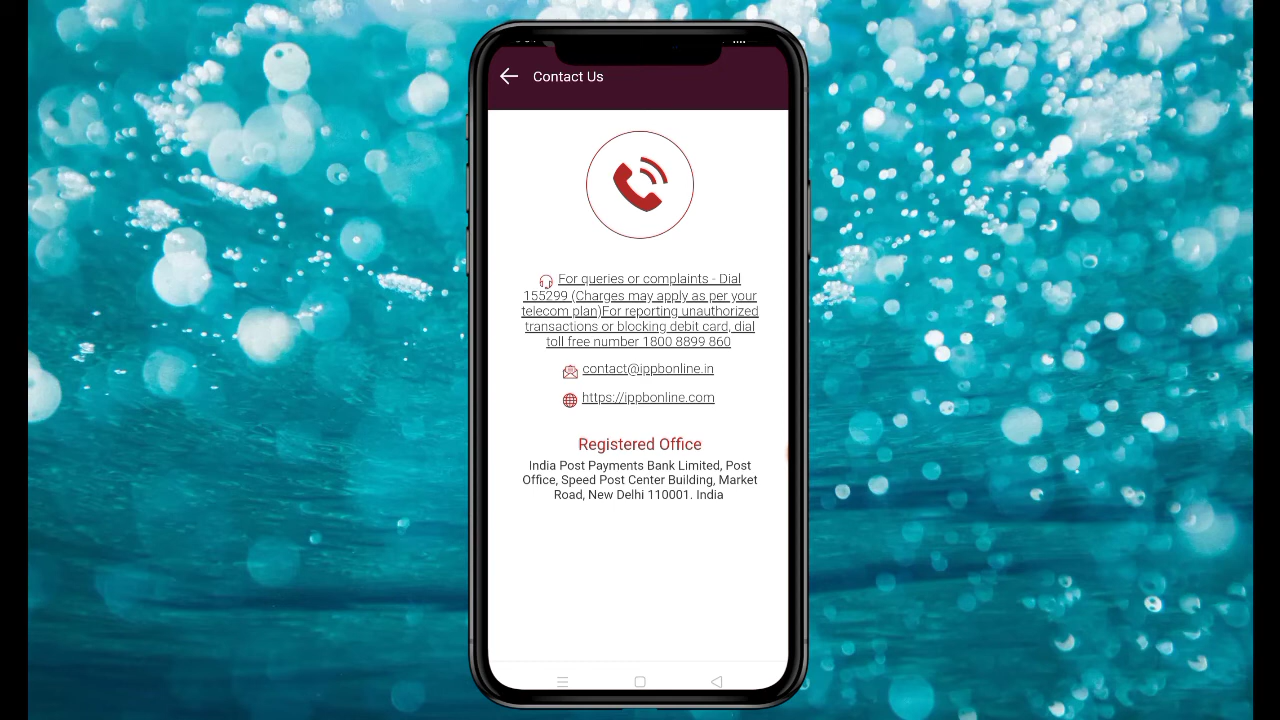 Contact Us
For queries or complaints - Dial
155299 (Charges may apply as per your
telecom plan)For reporting unauthorized
transactions or blocking debit card, dial
toll free number 1800 8899 860
contact@ippbonline.in
https://ippbonline.com
Registered Office
India Post Payments Bank Limited, Post
Office, Speed Post Center Building, Market
Road, New Delhi 110001. India